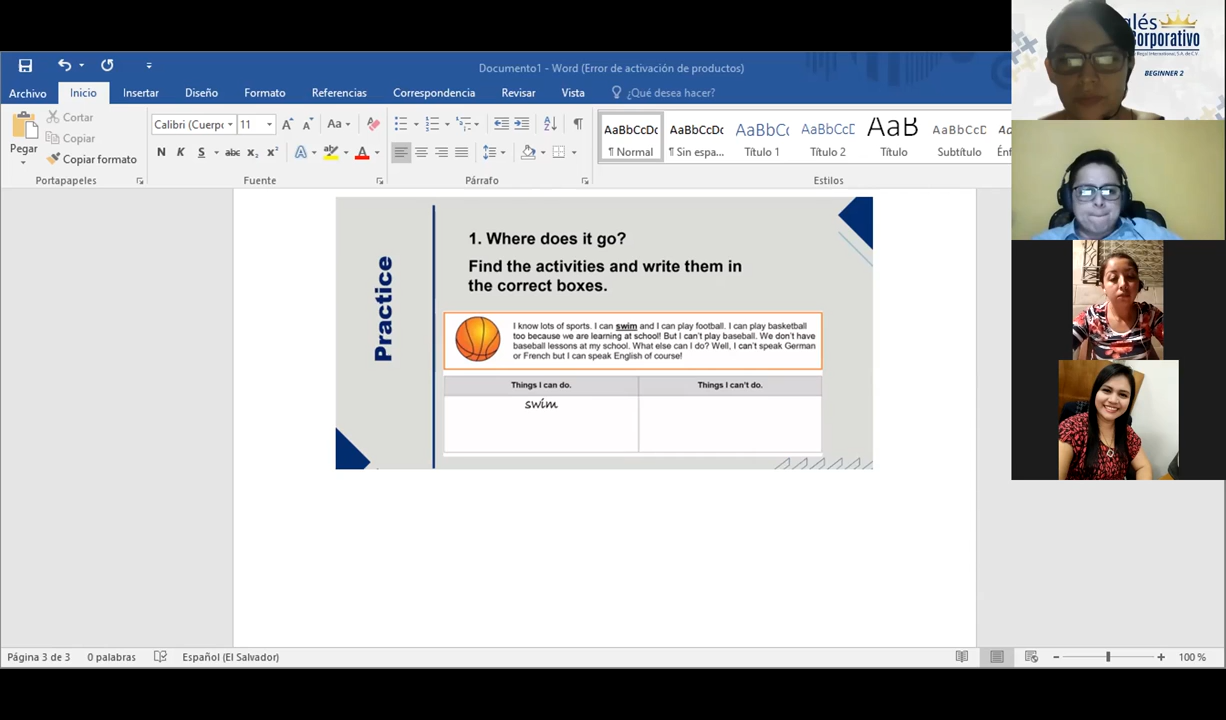 Documento1 - Word (Error de activación de productos)
Archivo Inicio Insertar Diseño Formato Referencias Correspondencia Revisar Vista ¿Qué desea hacer?
Pegar
Cortar
Copiar
Copiar formato
Portapapeles
Calibri (Cuerpo 11
Aa
N K S abc x₂ x²
Fuente
Párrafo
AaBbCcDc AaBbCcDc AaBbCc AaBbCcD AaB AaBbCcD
¶ Normal ¶ Sin espa... Título 1 Título 2 Título Subtítulo
Estilos
Practice
1. Where does it go?
Find the activities and write them in
the correct boxes.
I know lots of sports. I can swim and I can play football. I can play basketball
too because we are learning at school! But I can't play baseball. We don't have
baseball lessons at my school. What else can I do? Well, I can't speak German
or French but I can speak English of course!
Things I can do. Things I can't do.
swim
Página 3 de 3 0 palabras Español (El Salvador) 100 %
Corporativo
BEGINNER 2